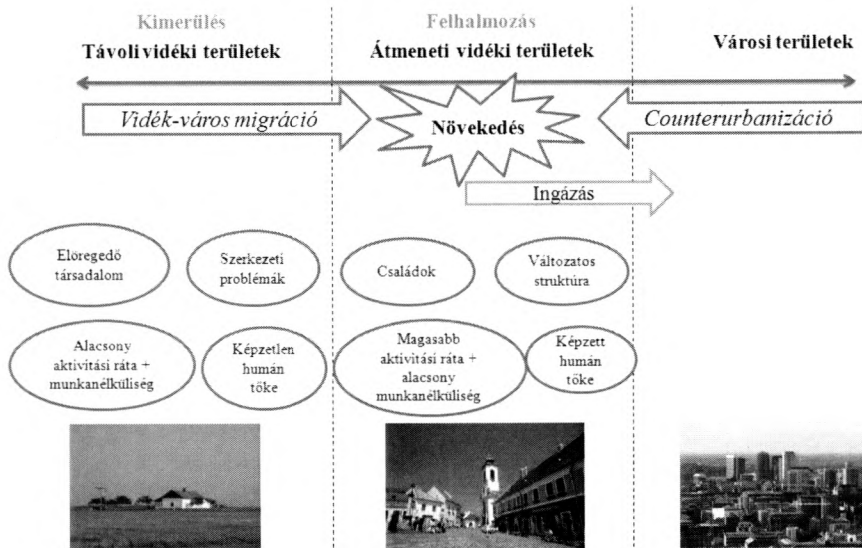 Kimerülés
Távoli vidéki területek
Felhalmozás
Átmeneti vidéki területek
Városi területek
Vidék-város migráció
Növekedés
Counterurbanizáció
Ingázás
Elöregedő
társadalom
Szerkezeti
problémák
Családok
Változatos
struktúra
Alacsony
aktivitási ráta +
munkanélküliség
Képzetlen
humán
tőke
Magasabb
aktivitási ráta +
alacsony
munkanélküliség
Képzett
humán
tőke